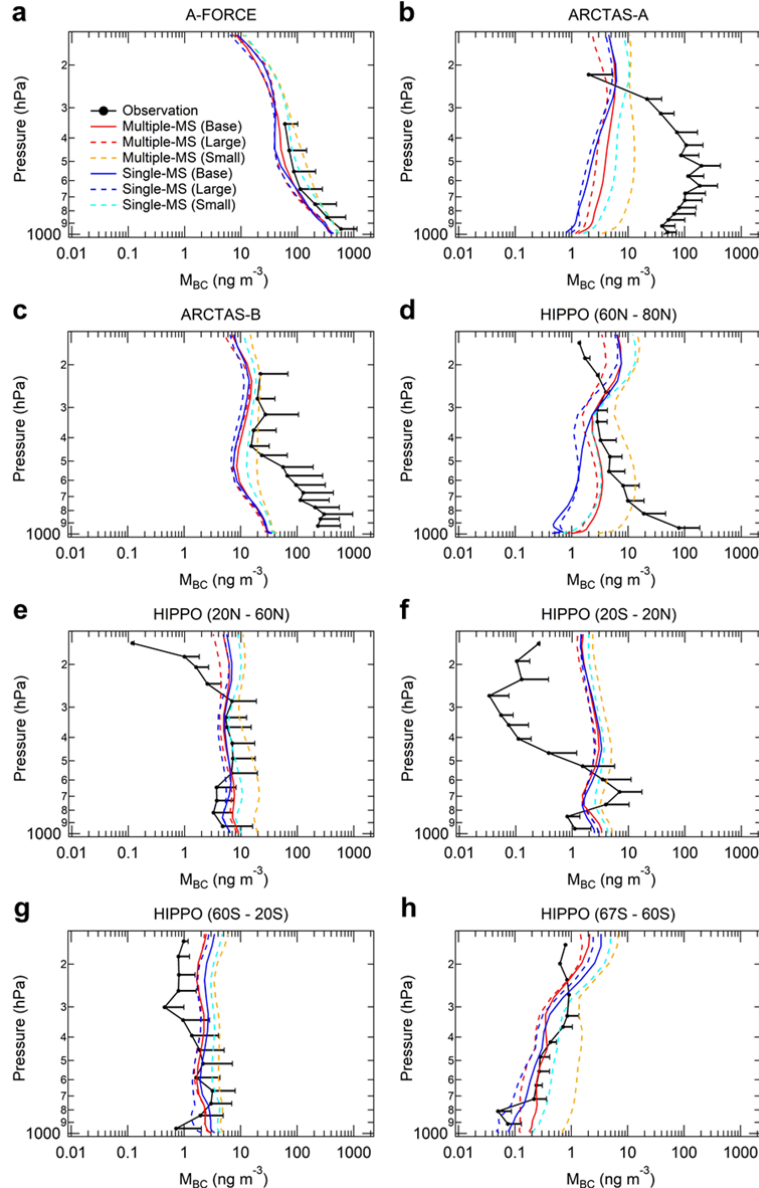 a
A-FORCE
2
3
4
5
6
7
8
9
1000
Pressure (hPa)
Observation
Multiple-MS (Base)
Multiple-MS (Large)
Multiple-MS (Small)
Single-MS (Base)
Single-MS (Large)
Single-MS (Small)
0.01 0.1 1 10 100 1000
M_BC (ng m⁻³)
b
ARCTAS-A
2
3
4
5
6
7
8
9
1000
Pressure (hPa)
0.01 0.1 1 10 100 1000
M_BC (ng m⁻³)
c
ARCTAS-B
2
3
4
5
6
7
8
9
1000
Pressure (hPa)
0.01 0.1 1 10 100 1000
M_BC (ng m⁻³)
d
HIPPO (60N - 80N)
2
3
4
5
6
7
8
9
1000
Pressure (hPa)
0.01 0.1 1 10 100 1000
M_BC (ng m⁻³)
e
HIPPO (20N - 60N)
2
3
4
5
6
7
8
9
1000
Pressure (hPa)
0.01 0.1 1 10 100 1000
M_BC (ng m⁻³)
f
HIPPO (20S - 20N)
2
3
4
5
6
7
8
9
1000
Pressure (hPa)
0.01 0.1 1 10 100 1000
M_BC (ng m⁻³)
g
HIPPO (60S - 20S)
2
3
4
5
6
7
8
9
1000
Pressure (hPa)
0.01 0.1 1 10 100 1000
M_BC (ng m⁻³)
h
HIPPO (67S - 60S)
2
3
4
5
6
7
8
9
1000
Pressure (hPa)
0.01 0.1 1 10 100 1000
M_BC (ng m⁻³)